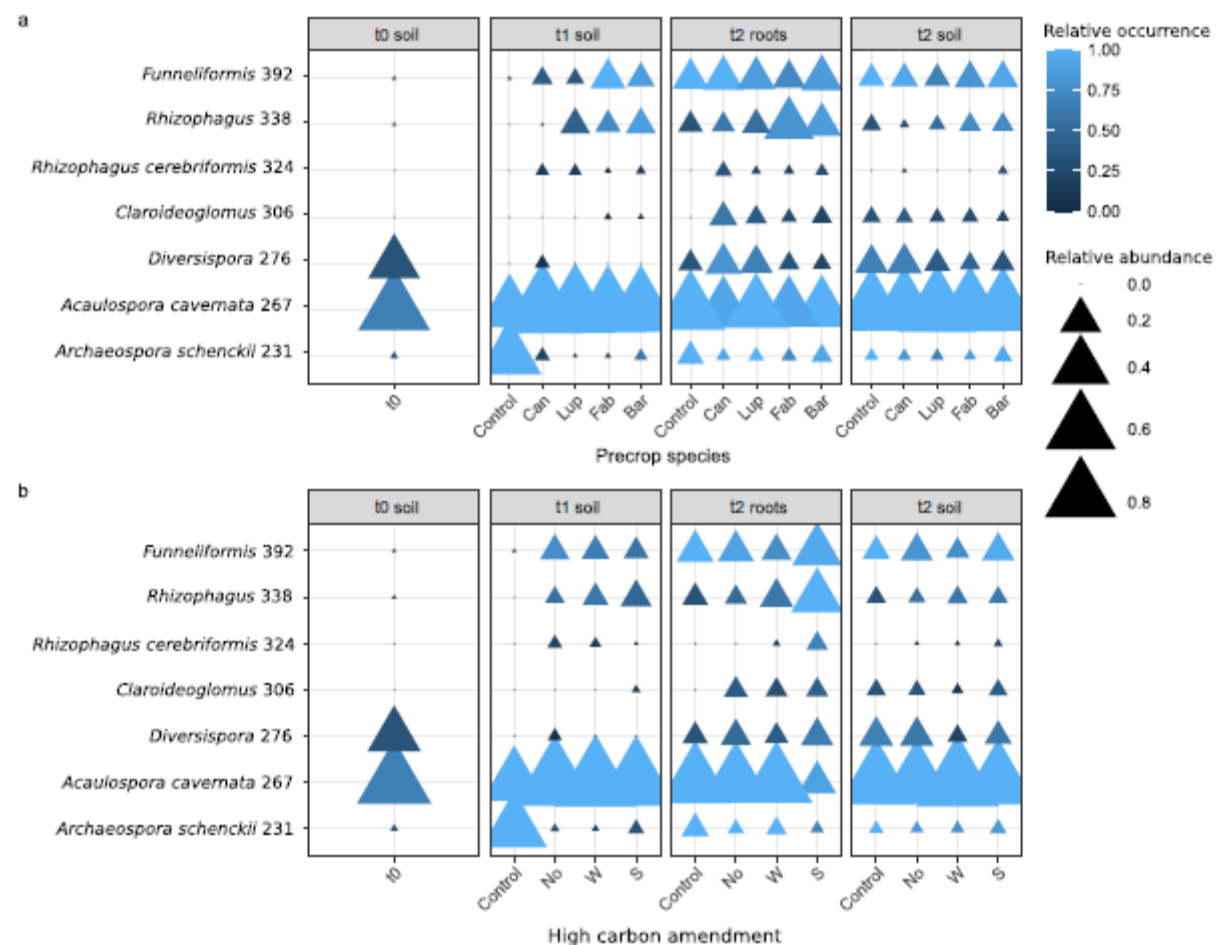 a
t0 soil t1 soil t2 roots t2 soil
Relative occurrence
1.00
0.75
0.50
0.25
0.00
Relative abundance
0.0
0.2
0.4
0.6
0.8
Funneliformis 392
Rhizophagus 338
Rhizophagus cerebriformis 324
Claroideoglomus 306
Diversispora 276
Acaulospora cavernata 267
Archaeospora schenckii 231
t0 Control Can Lup Fab Bar Control Can Lup Fab Bar Control Can Lup Fab Bar
Precrop species
b
t0 soil t1 soil t2 roots t2 soil
Funneliformis 392
Rhizophagus 338
Rhizophagus cerebriformis 324
Claroideoglomus 306
Diversispora 276
Acaulospora cavernata 267
Archaeospora schenckii 231
t0 Control No W S Control No W S Control No W S
High carbon amendment